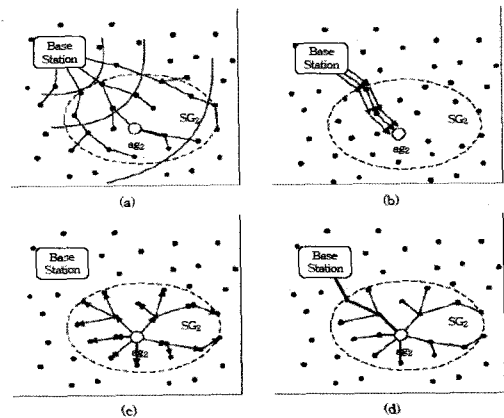 Base
Station
SG₂
ag₂
(a)
Base
Station
SG₂
ag₂
(b)
Base
Station
SG₂
ag₂
(c)
Base
Station
SG₂
ag₂
(d)